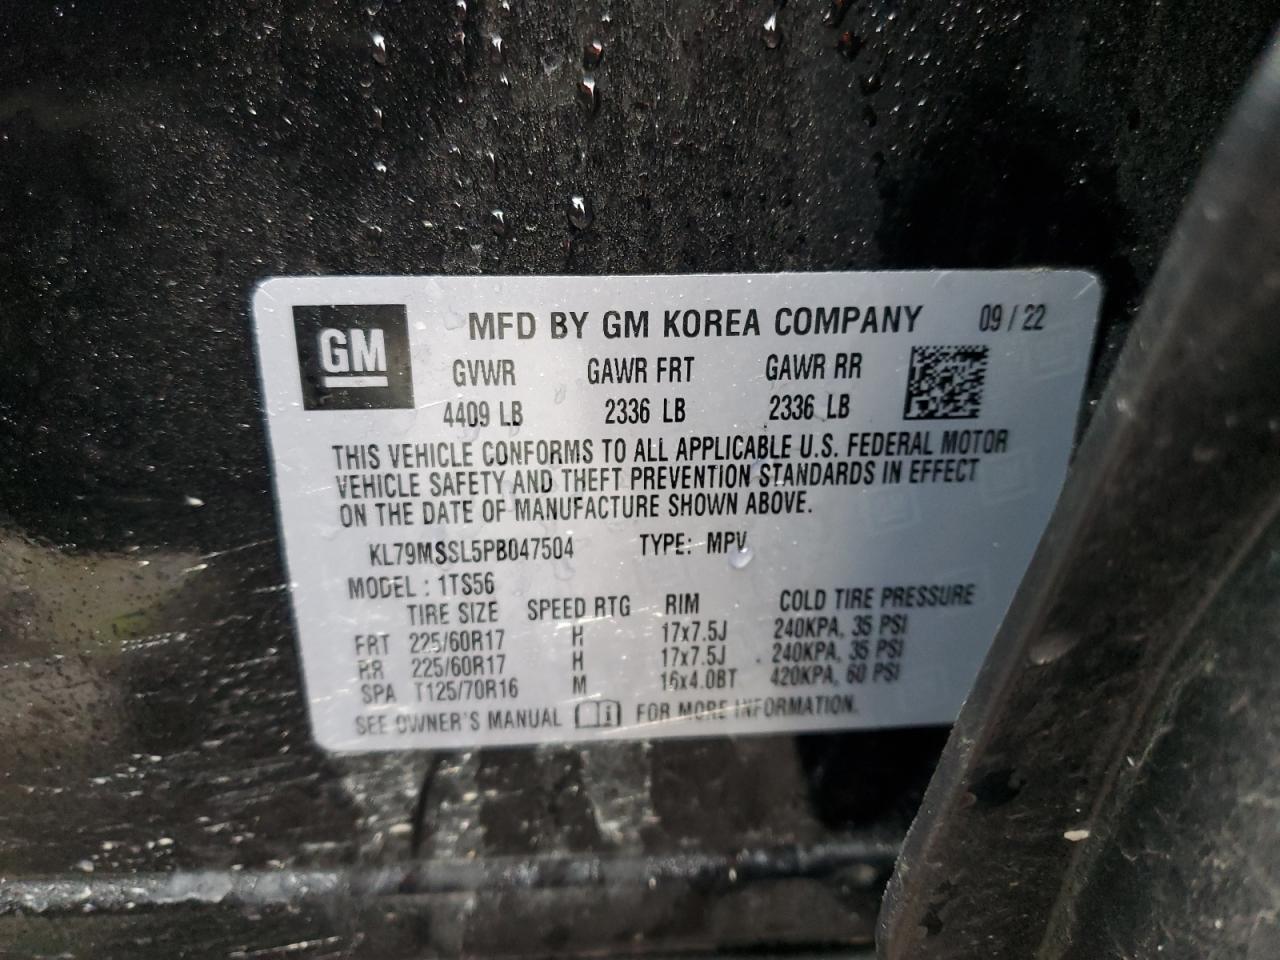 GM
MFD BY GM KOREA COMPANY 09 / 22
GVWR GAWR FRT GAWR RR
4409 LB 2336 LB 2336 LB
THIS VEHICLE CONFORMS TO ALL APPLICABLE U.S. FEDERAL MOTOR
VEHICLE SAFETY AND THEFT PREVENTION STANDARDS IN EFFECT
ON THE DATE OF MANUFACTURE SHOWN ABOVE.
KL79MSSL5PB047504 TYPE: MPV
MODEL : 1TS56
TIRE SIZE SPEED RTG RIM COLD TIRE PRESSURE
FRT 225/60R17 H 17x7.5J 240KPA, 35 PSI
RR 225/60R17 H 17x7.5J 240KPA, 35 PSI
SPA T125/70R16 M 16x4.0BT 420KPA, 60 PSI
SEE OWNER'S MANUAL FOR MORE INFORMATION.